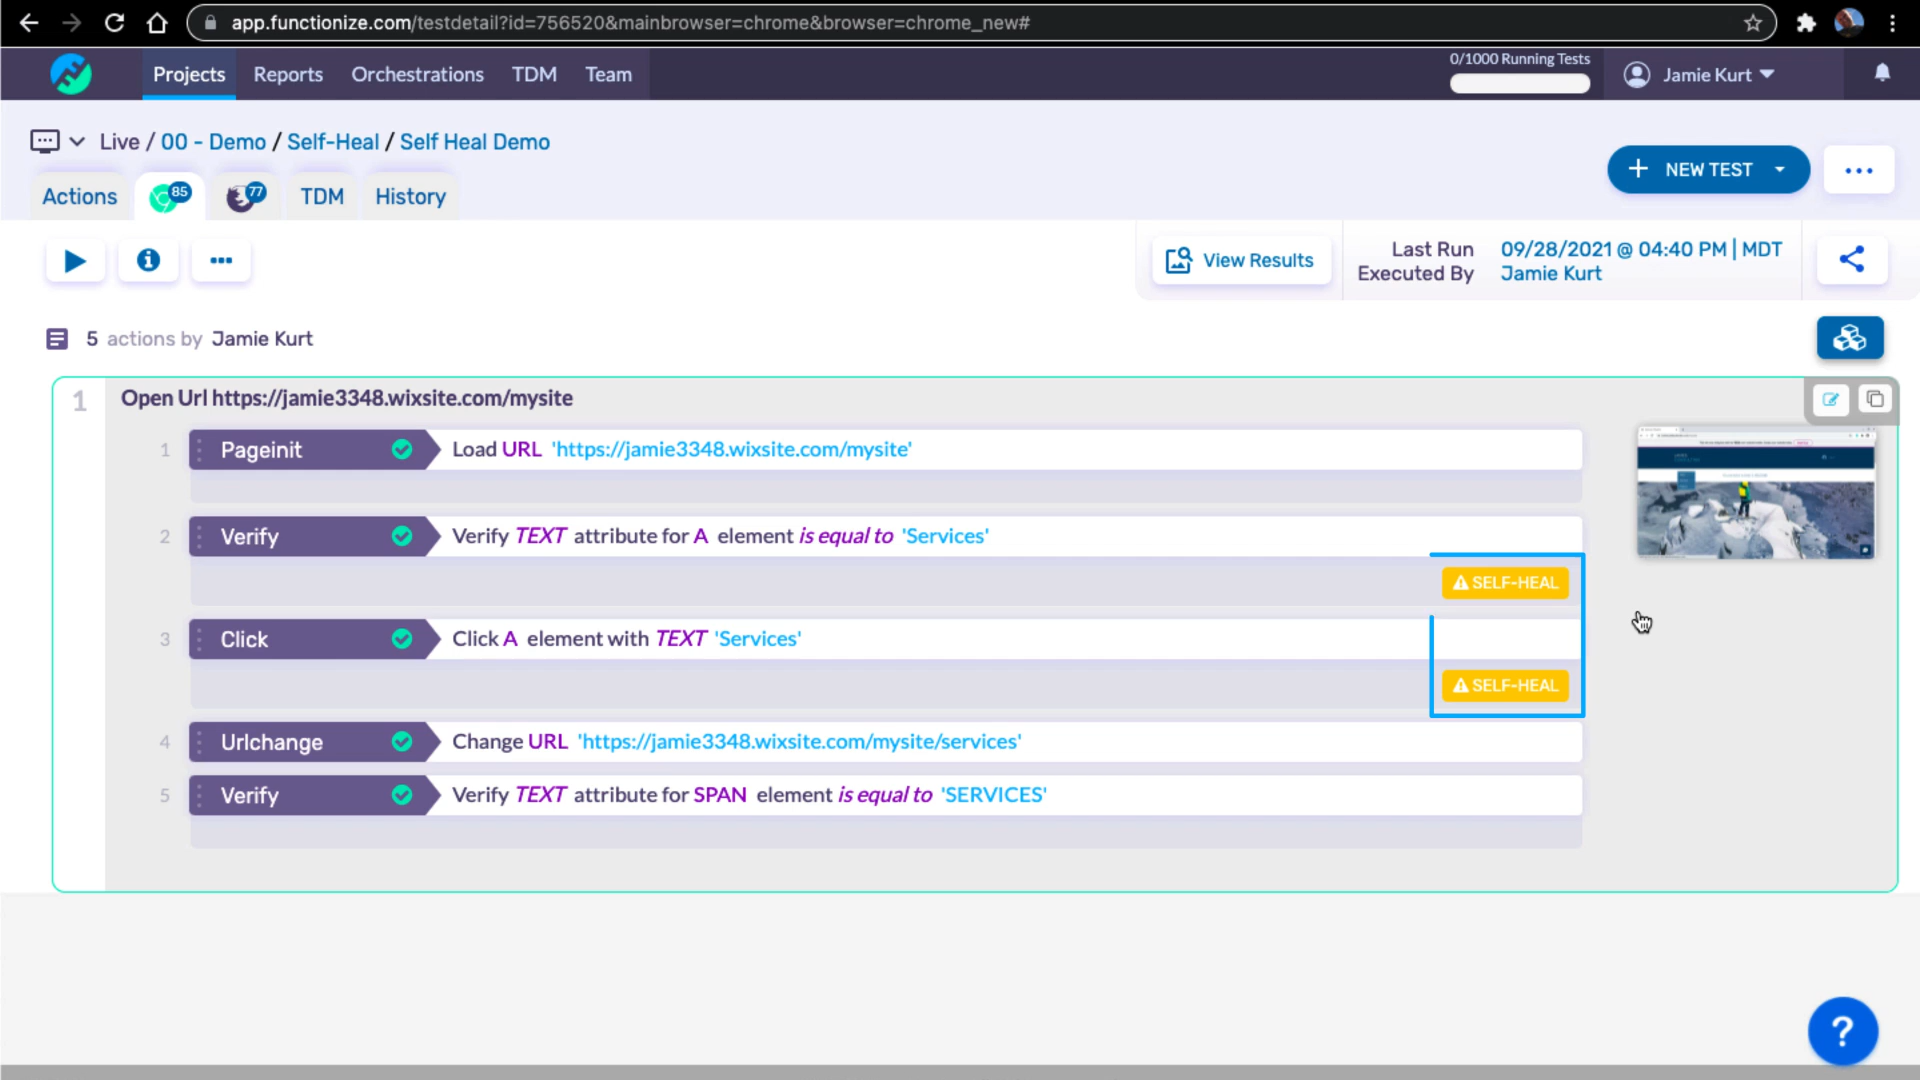 app.functionize.com/testdetail?id=756520&mainbrowser=chrome&browser=chrome_new#
Projects Reports Orchestrations TDM Team
0/1000 Running Tests
Jamie Kurt
Live / 00 - Demo / Self-Heal / Self Heal Demo
+ NEW TEST
Actions 85 77 TDM History
View Results
Last Run 09/28/2021 @ 04:40 PM | MDT
Executed By Jamie Kurt
5 actions by Jamie Kurt
1 Open Url https://jamie3348.wixsite.com/mysite
1 Pageinit Load URL 'https://jamie3348.wixsite.com/mysite'
2 Verify Verify TEXT attribute for A element is equal to 'Services'
SELF-HEAL
3 Click Click A element with TEXT 'Services'
SELF-HEAL
4 Urlchange Change URL 'https://jamie3348.wixsite.com/mysite/services'
5 Verify Verify TEXT attribute for SPAN element is equal to 'SERVICES'
?